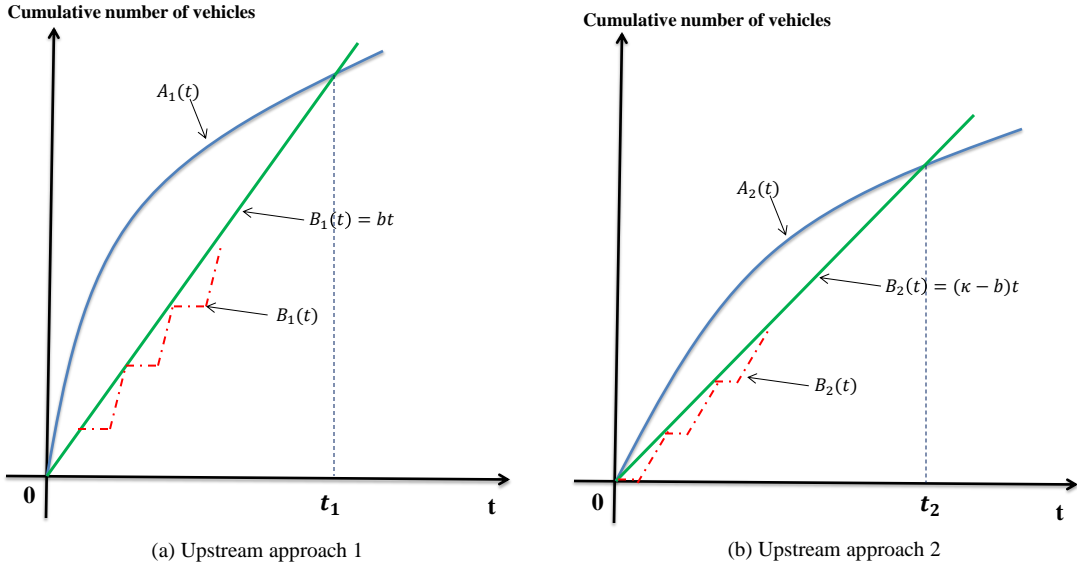 Cumulative number of vehicles
A₁(t)
B₁(t) = bt
B₁(t)
0
t₁
t
(a) Upstream approach 1
Cumulative number of vehicles
A₂(t)
B₂(t) = (κ − b)t
B₂(t)
0
t₂
t
(b) Upstream approach 2